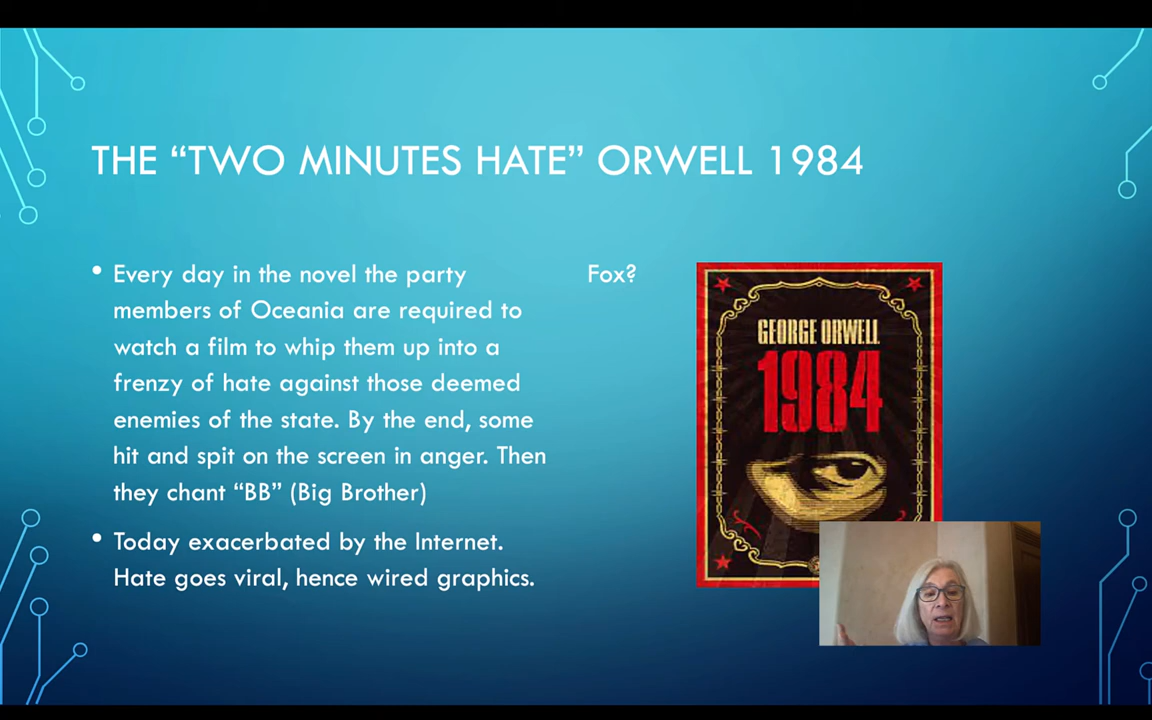 THE “TWO MINUTES HATE” ORWELL 1984
• Every day in the novel the party
members of Oceania are required to
watch a film to whip them up into a
frenzy of hate against those deemed
enemies of the state. By the end, some
hit and spit on the screen in anger. Then
they chant “BB” (Big Brother)
• Today exacerbated by the Internet.
Hate goes viral, hence wired graphics.
Fox?
GEORGE ORWELL
1984